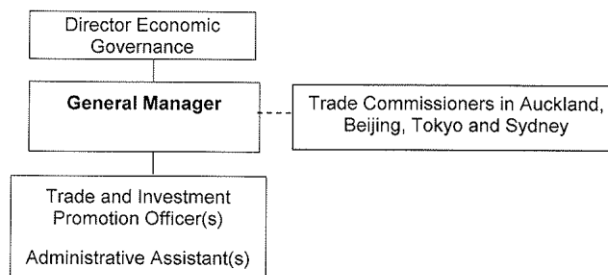 Director Economic
Governance
General Manager
Trade Commissioners in Auckland,
Beijing, Tokyo and Sydney
Trade and Investment
Promotion Officer(s)
Administrative Assistant(s)